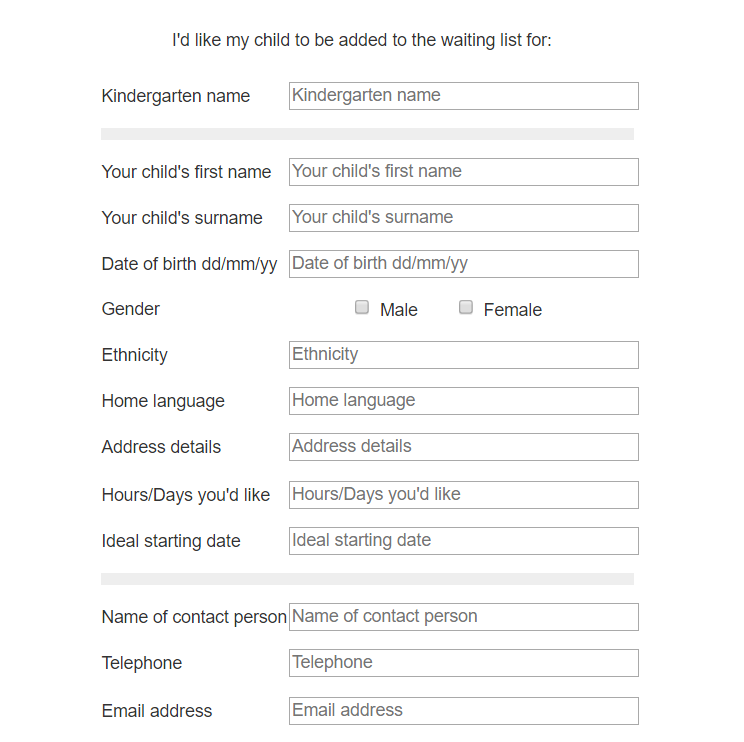 I'd like my child to be added to the waiting list for:
Kindergarten name Kindergarten name
Your child's first name Your child's first name
Your child's surname Your child's surname
Date of birth dd/mm/yy Date of birth dd/mm/yy
Gender Male Female
Ethnicity Ethnicity
Home language Home language
Address details Address details
Hours/Days you'd like Hours/Days you'd like
Ideal starting date Ideal starting date
Name of contact person Name of contact person
Telephone Telephone
Email address Email address